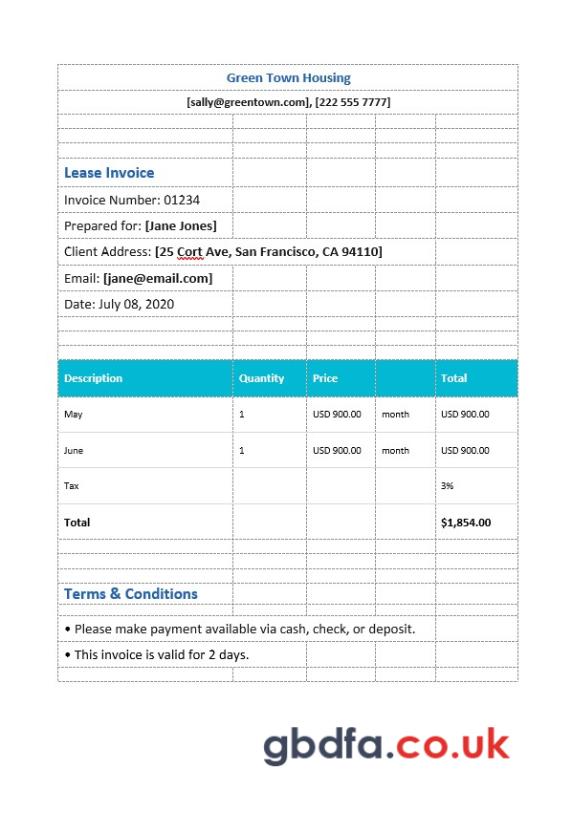 Green Town Housing
[sally@greentown.com], [222 555 7777]
Lease Invoice
Invoice Number: 01234
Prepared for: [Jane Jones]
Client Address: [25 Cort Ave, San Francisco, CA 94110]
Email: [jane@email.com]
Date: July 08, 2020
Description Quantity Price Total
May 1 USD 900.00 month USD 900.00
June 1 USD 900.00 month USD 900.00
Tax 3%
Total $1,854.00
Terms & Conditions
• Please make payment available via cash, check, or deposit.
• This invoice is valid for 2 days.
gbdfa.co.uk